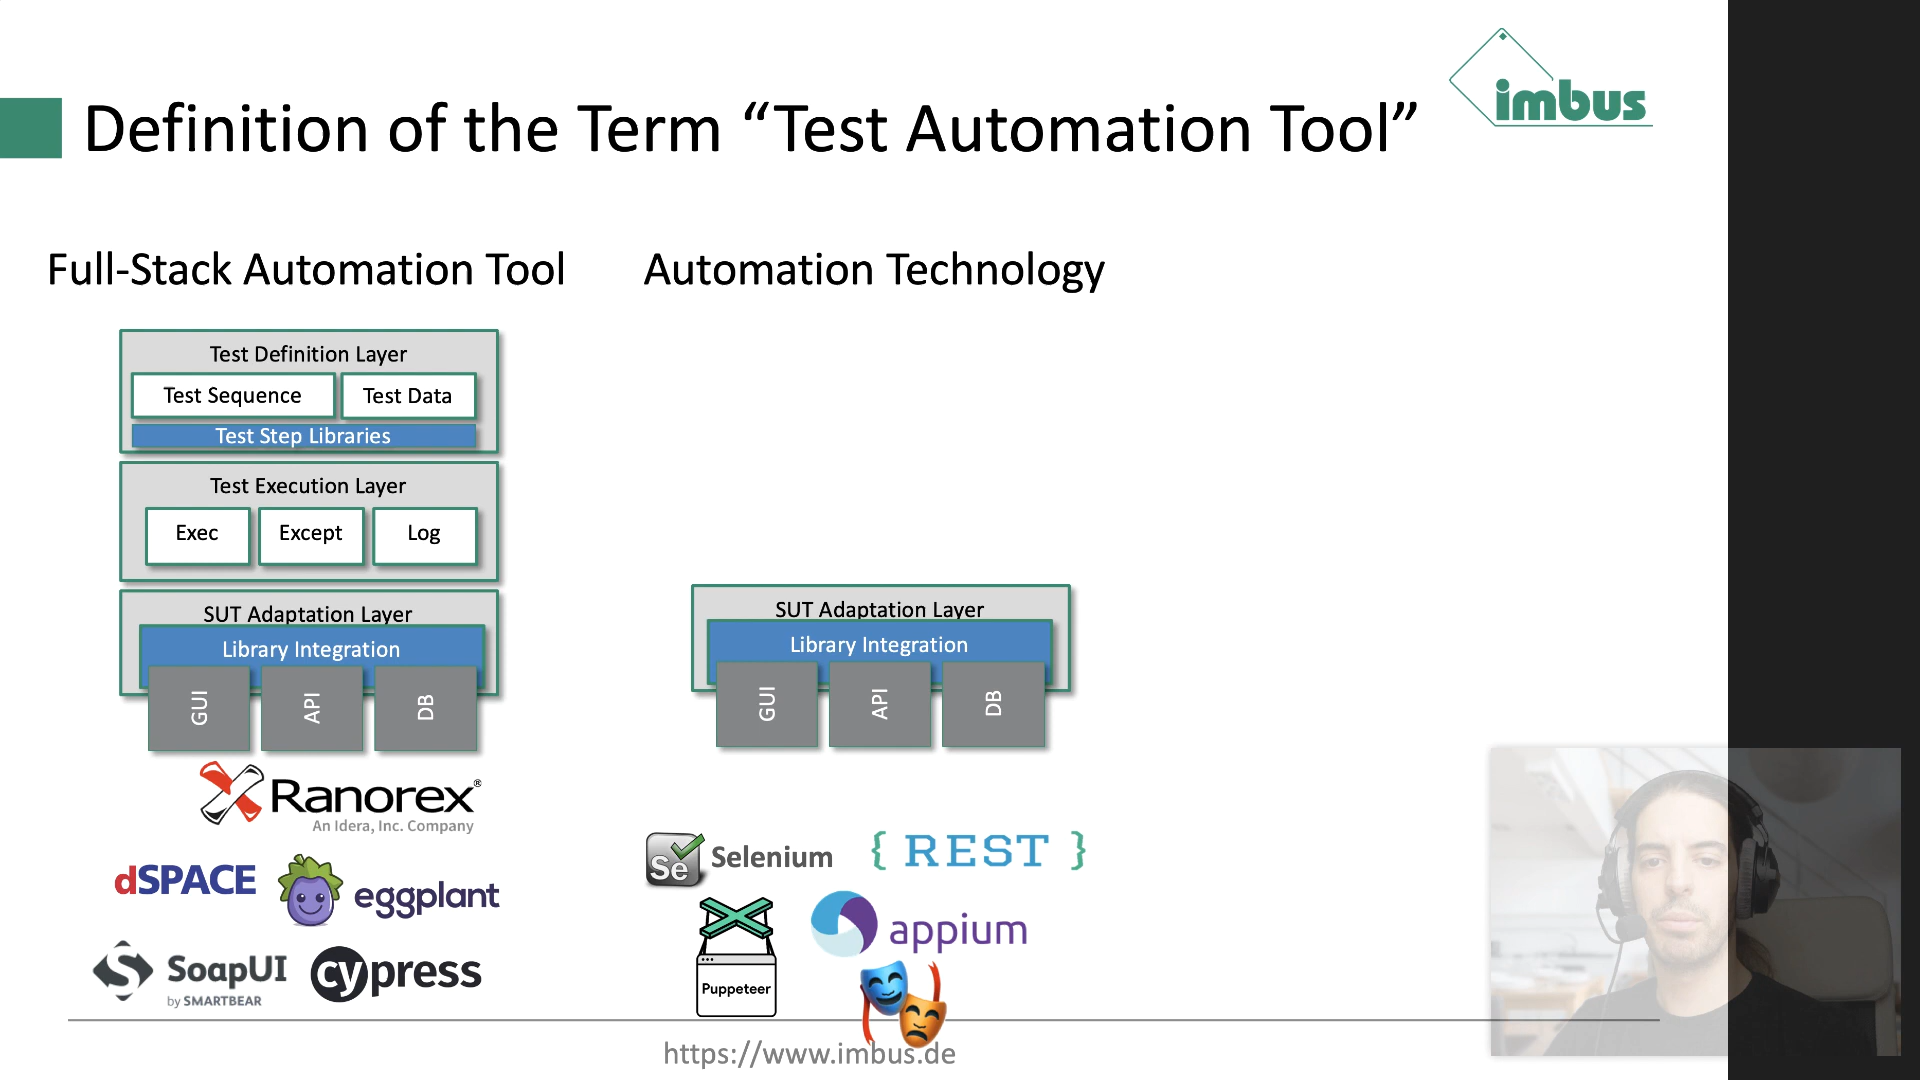 imbus
Definition of the Term “Test Automation Tool”
Full-Stack Automation Tool
Test Definition Layer
Test Sequence
Test Data
Test Step Libraries
Test Execution Layer
Exec
Except
Log
SUT Adaptation Layer
Library Integration
GUI
API
DB
Ranorex®
An Idera, Inc. Company
dSPACE
eggplant
SoapUI
by SMARTBEAR
cypress
Automation Technology
SUT Adaptation Layer
Library Integration
GUI
API
DB
Se Selenium
{ REST }
appium
Puppeteer
https://www.imbus.de